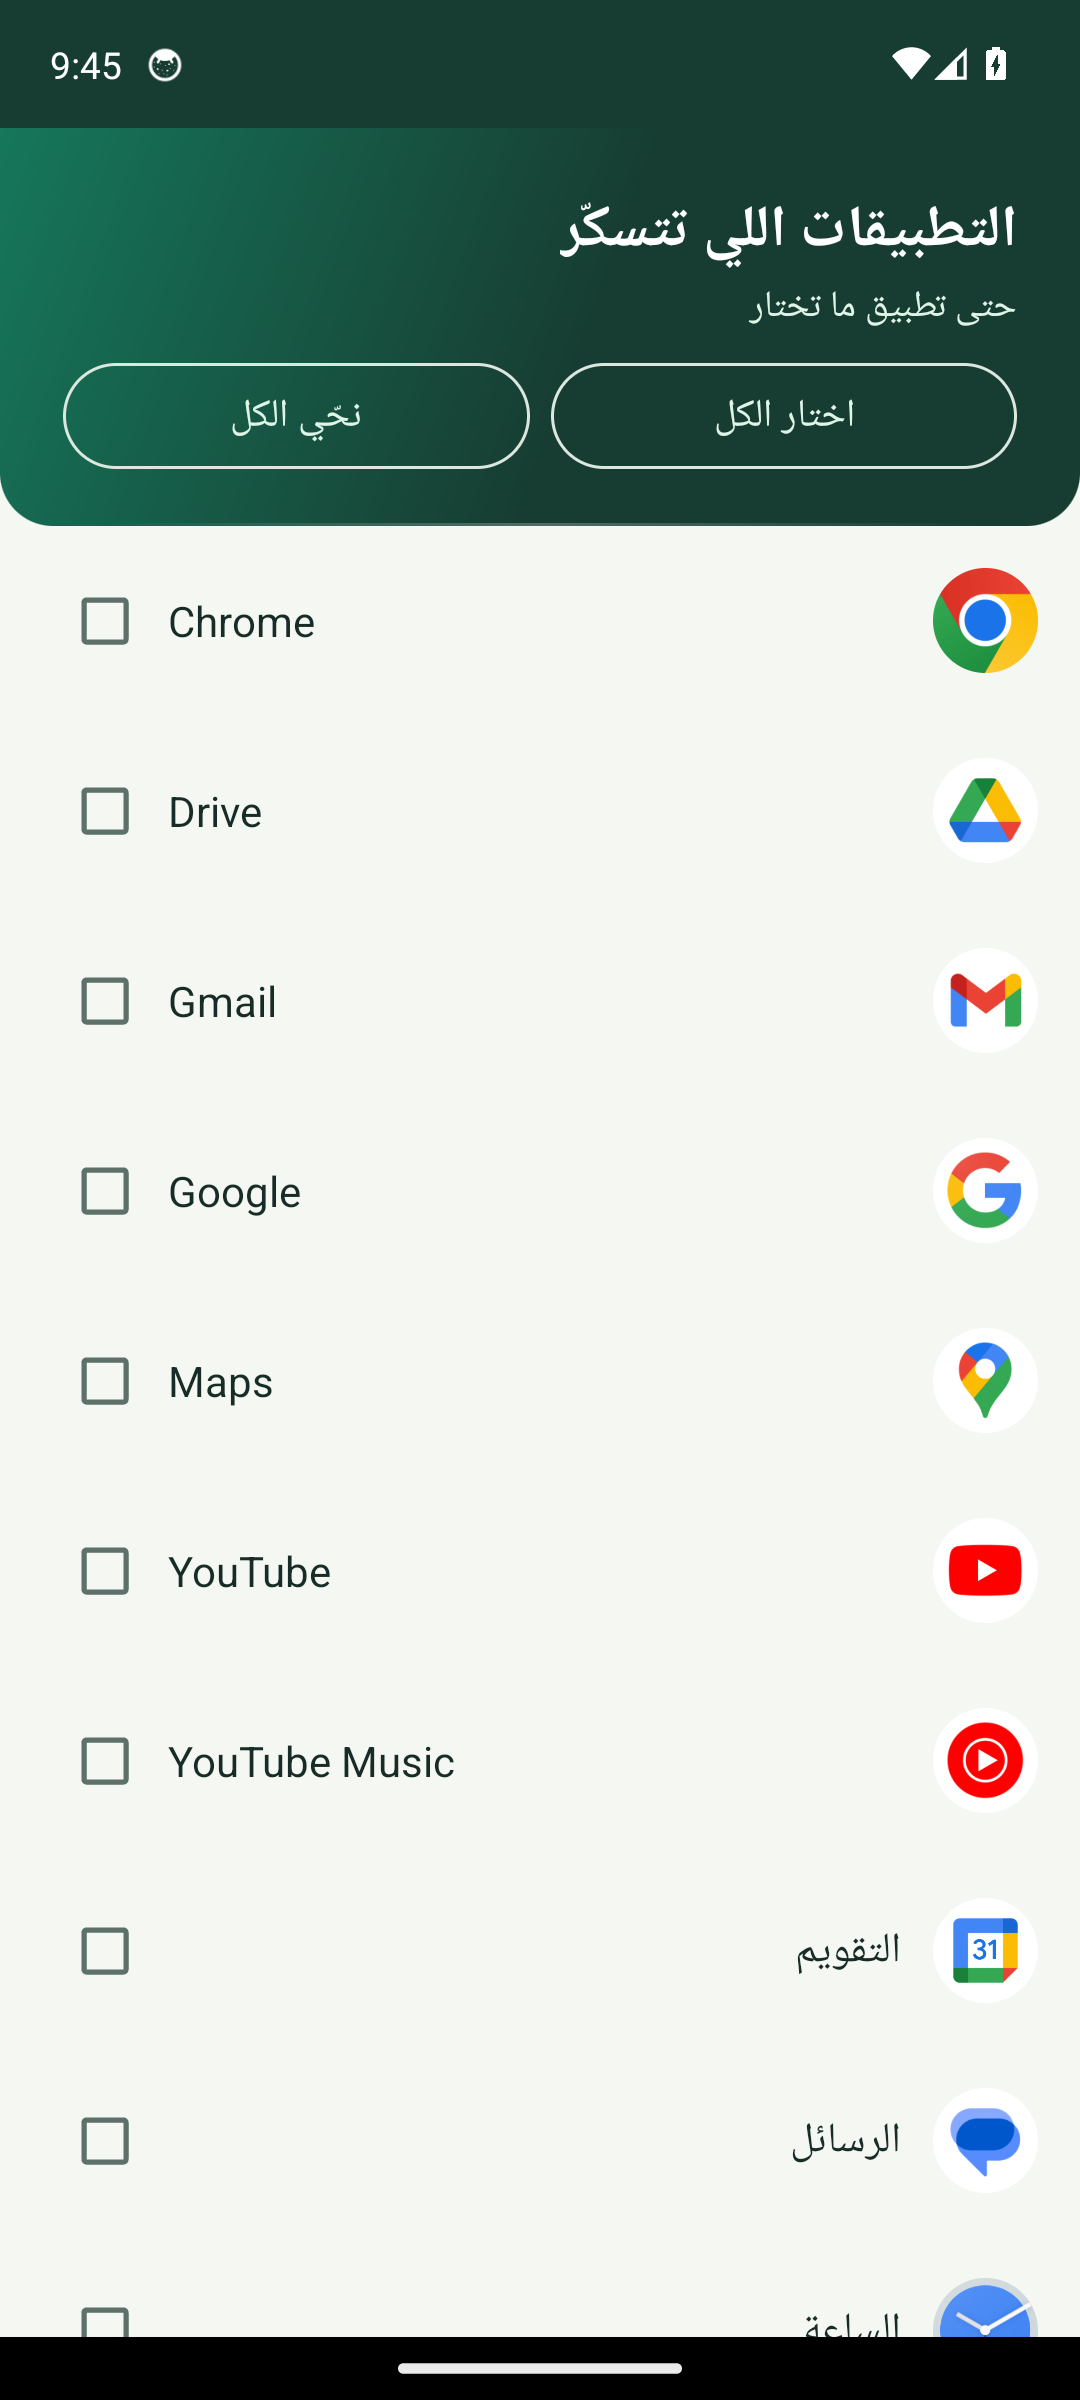 9:45
التطبيقات اللي تتسكّر
حتى تطبيق ما تختار
اختار الكل
نحّي الكل
Chrome
Drive
Gmail
Google
Maps
YouTube
YouTube Music
التقويم
31
الرسائل
الساعة